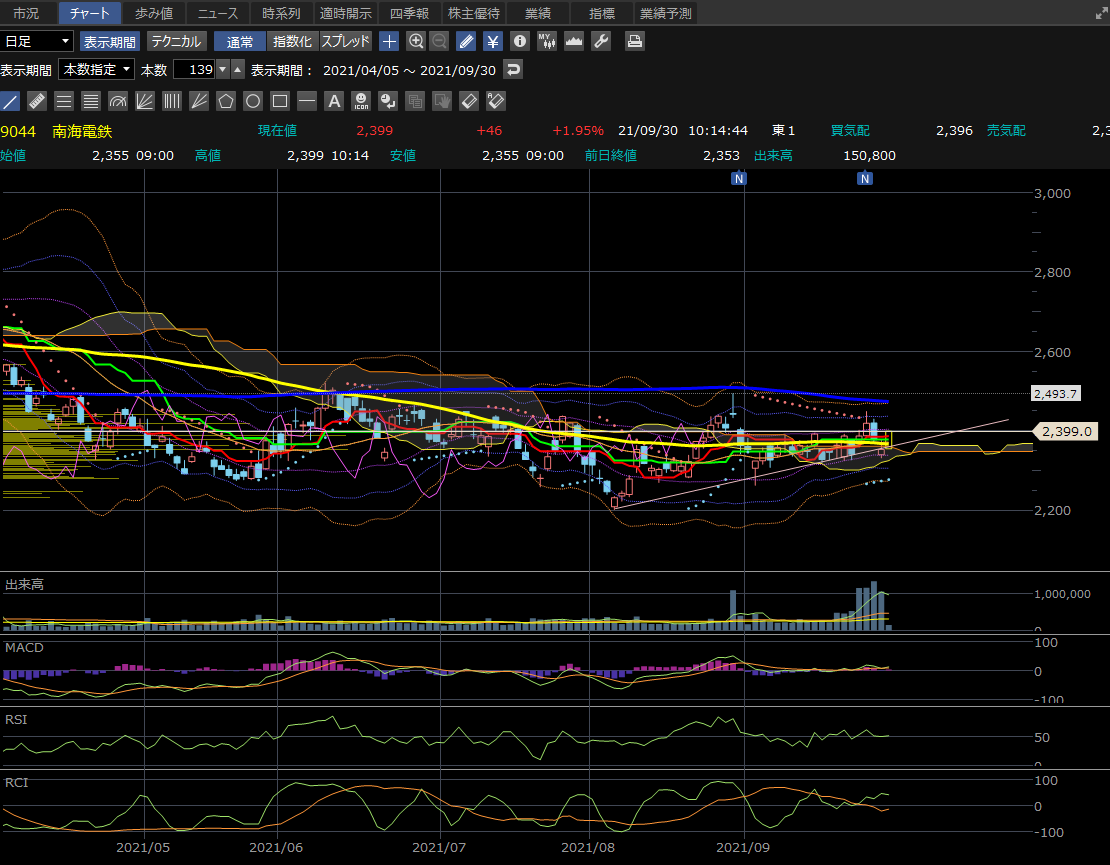 市況 チャート 歩み値 ニュース 時系列 適時開示 四季報 株主優待 業績 指標 業績予測
日足 表示期間 テクニカル 通常 指数化 スプレッド ¥ MY
表示期間 本数指定 本数 139 表示期間： 2021/04/05 ～ 2021/09/30
A ICON
9044 南海電鉄 現在値 2,399 +46 +1.95% 21/09/30 10:14:44 東1 買気配 2,396 売気配 2,3
始値 2,355 09:00 高値 2,399 10:14 安値 2,355 09:00 前日終値 2,353 出来高 150,800
N N
3,000
2,800
2,600
2,493.7
2,399.0
2,200
出来高
1,000,000
0
MACD
100
0
-100
RSI
50
0
RCI
100
0
-100
2021/05 2021/06 2021/07 2021/08 2021/09